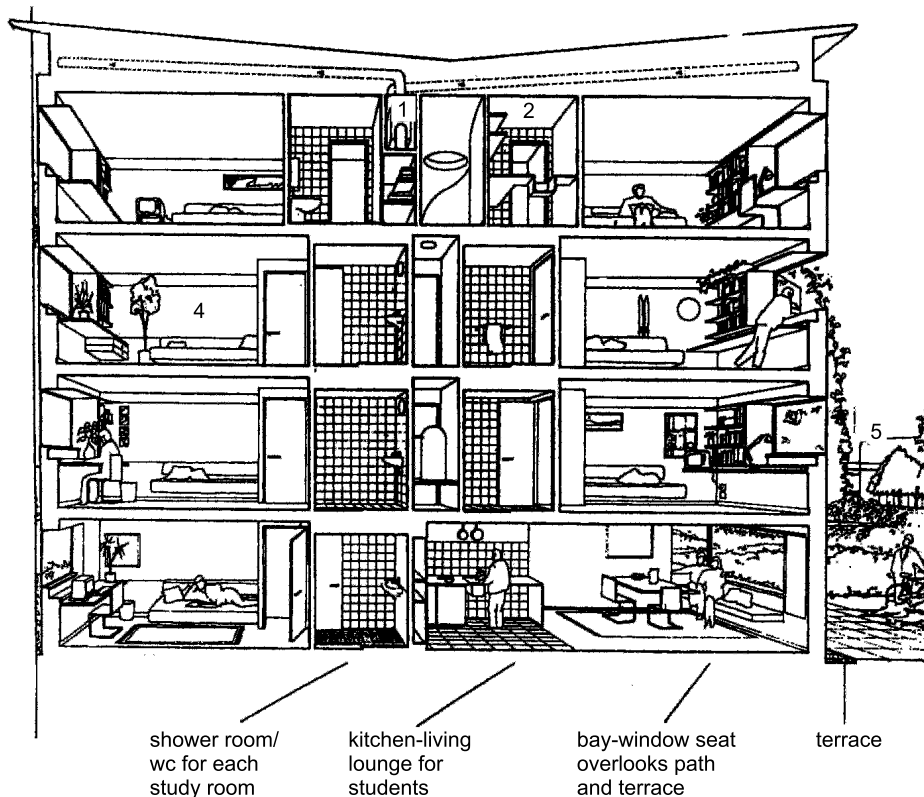 1
2
4
5
shower room/
wc for each
study room
kitchen-living
lounge for
students
bay-window seat
overlooks path
and terrace
terrace